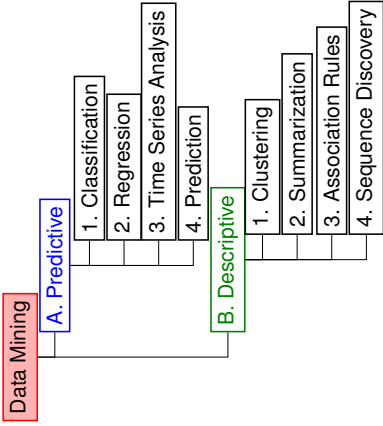 Data Mining
A. Predictive
1. Classification
2. Regression
3. Time Series Analysis
4. Prediction
B. Descriptive
1. Clustering
2. Summarization
3. Association Rules
4. Sequence Discovery